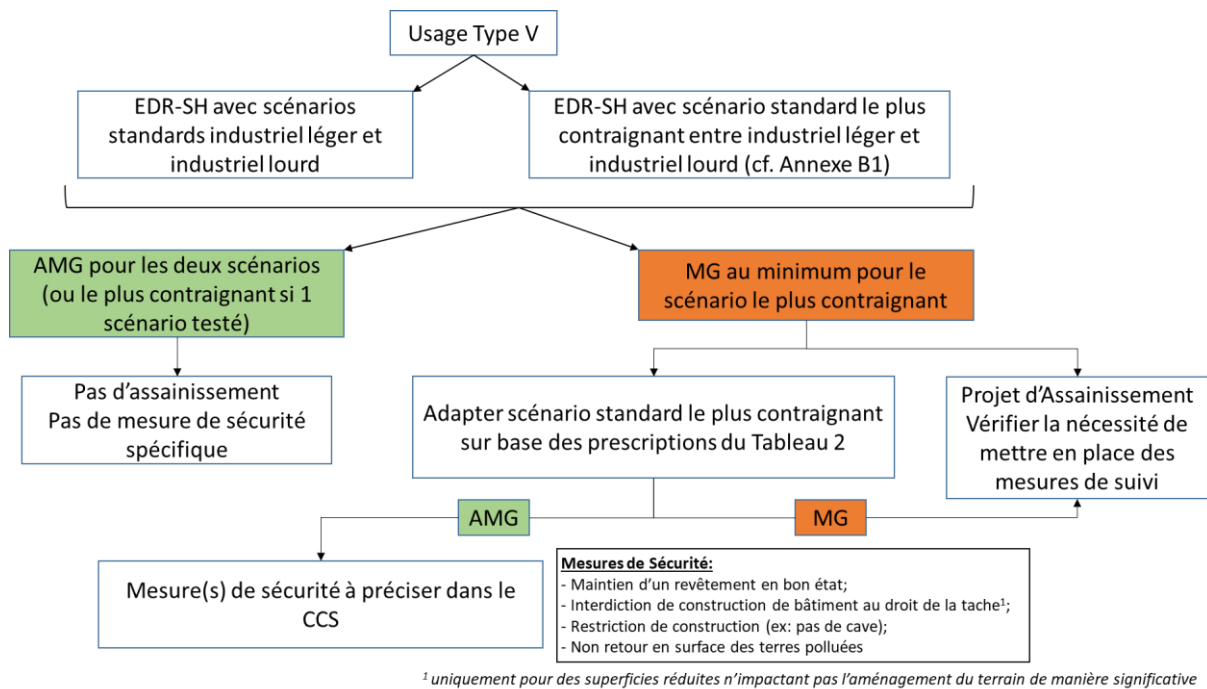 Usage Type V
EDR-SH avec scénarios
standards industriel léger et
industriel lourd
EDR-SH avec scénario standard le plus
contraignant entre industriel léger et
industriel lourd (cf. Annexe B1)
AMG pour les deux scénarios
(ou le plus contraignant si 1
scénario testé)
MG au minimum pour le
scénario le plus contraignant
Pas d’assainissement
Pas de mesure de sécurité
spécifique
Adapter scénario standard le plus contraignant
sur base des prescriptions du Tableau 2
Projet d’Assainissement
Vérifier la nécessité de
mettre en place des
mesures de suivi
AMG
MG
Mesure(s) de sécurité à préciser dans le
CCS
Mesures de Sécurité:
- Maintien d’un revêtement en bon état;
- Interdiction de construction de bâtiment au droit de la tache¹;
- Restriction de construction (ex: pas de cave);
- Non retour en surface des terres polluées
¹ uniquement pour des superficies réduites n’impactant pas l’aménagement du terrain de manière significative